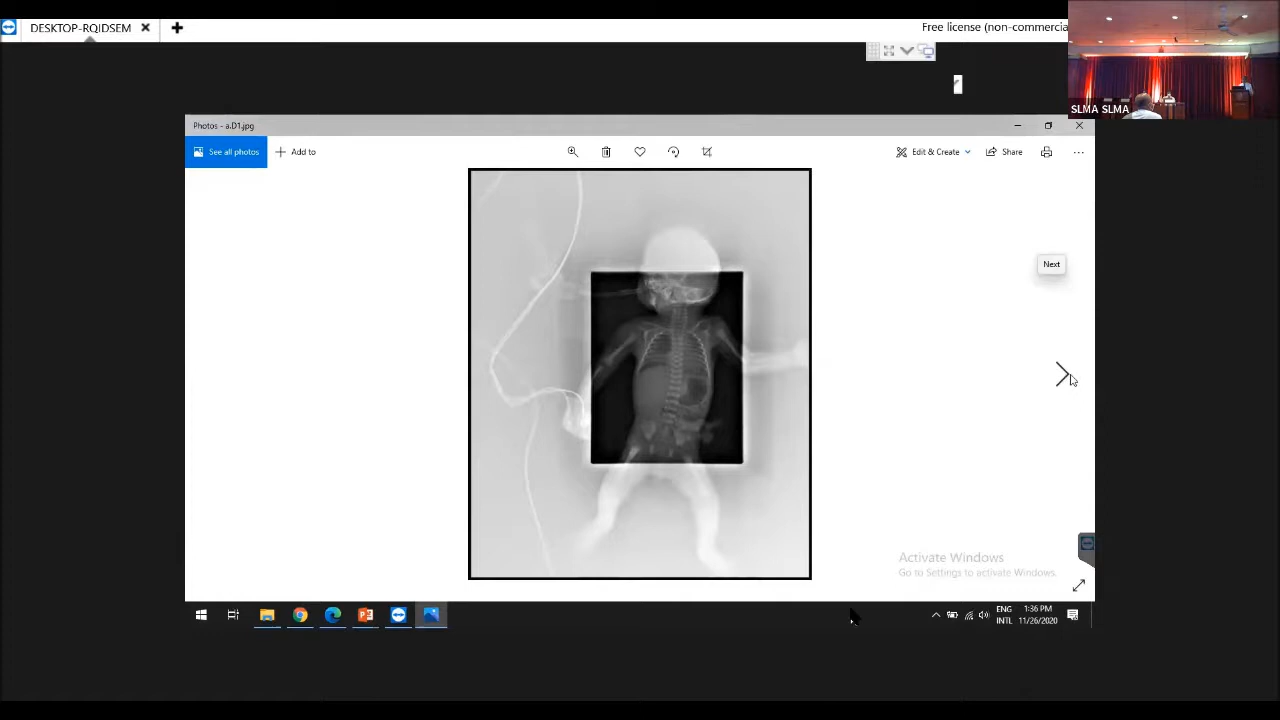 DESKTOP-RQIDSEM
Free license (non-commercia
SLMA SLMA
Photos - a.D1.jpg
See all photos
Add to
Edit & Create
Share
Next
Activate Windows
Go to Settings to activate Windows.
ENG
INTL
1:36 PM
11/26/2020